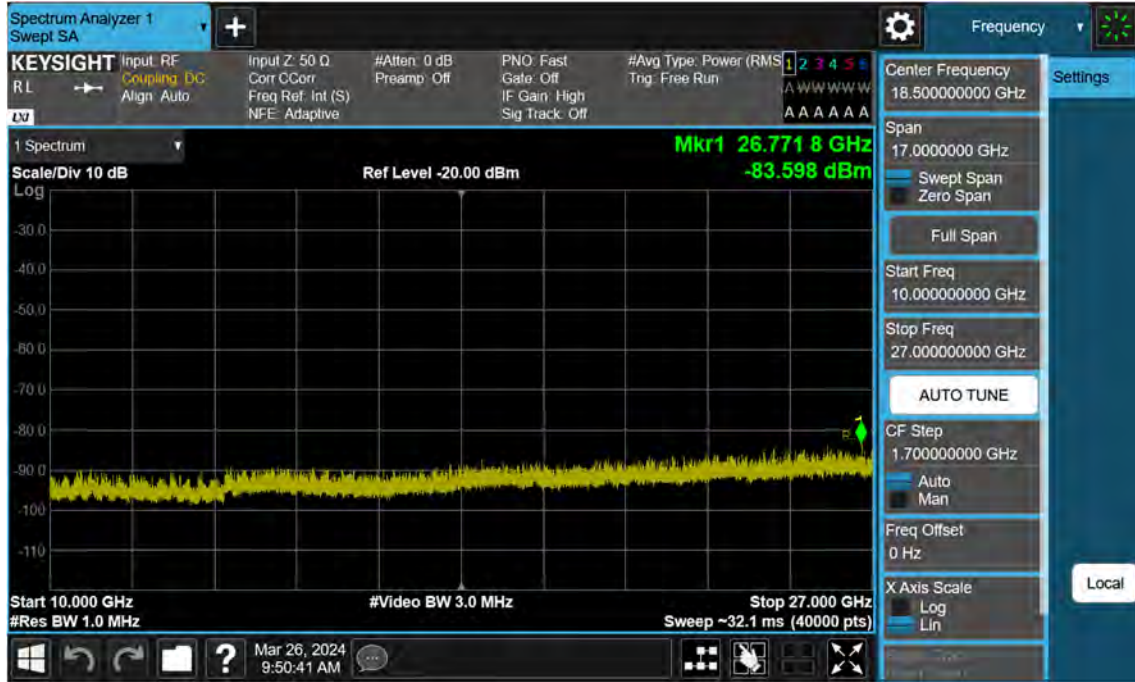 Spectrum Analyzer 1
Swept SA
+
Frequency
KEYSIGHT
RL
LXI
Input: RF
Coupling: DC
Align: Auto
Input Z: 50 Ω
Corr CCorr
Freq Ref: Int (S)
NFE: Adaptive
#Atten: 0 dB
Preamp: Off
PNO: Fast
Gate: Off
IF Gain: High
Sig Track: Off
#Avg Type: Power (RMS
Trig: Free Run
1 2 3 4 5 6
A W W W W W
A A A A A A
Center Frequency
18.500000000 GHz
Settings
Span
17.0000000 GHz
Swept Span
Zero Span
Full Span
Start Freq
10.000000000 GHz
Stop Freq
27.000000000 GHz
AUTO TUNE
CF Step
1.700000000 GHz
Auto
Man
Freq Offset
0 Hz
X Axis Scale
Log
Lin
Local
1 Spectrum
Mkr1 26.771 8 GHz
-83.598 dBm
Scale/Div 10 dB
Ref Level -20.00 dBm
Log
-30.0
-40.0
-50.0
-60.0
-70.0
-80.0
-90.0
-100
-110
1
Start 10.000 GHz
#Video BW 3.0 MHz
Stop 27.000 GHz
#Res BW 1.0 MHz
Sweep ~32.1 ms (40000 pts)
?
Mar 26, 2024
9:50:41 AM